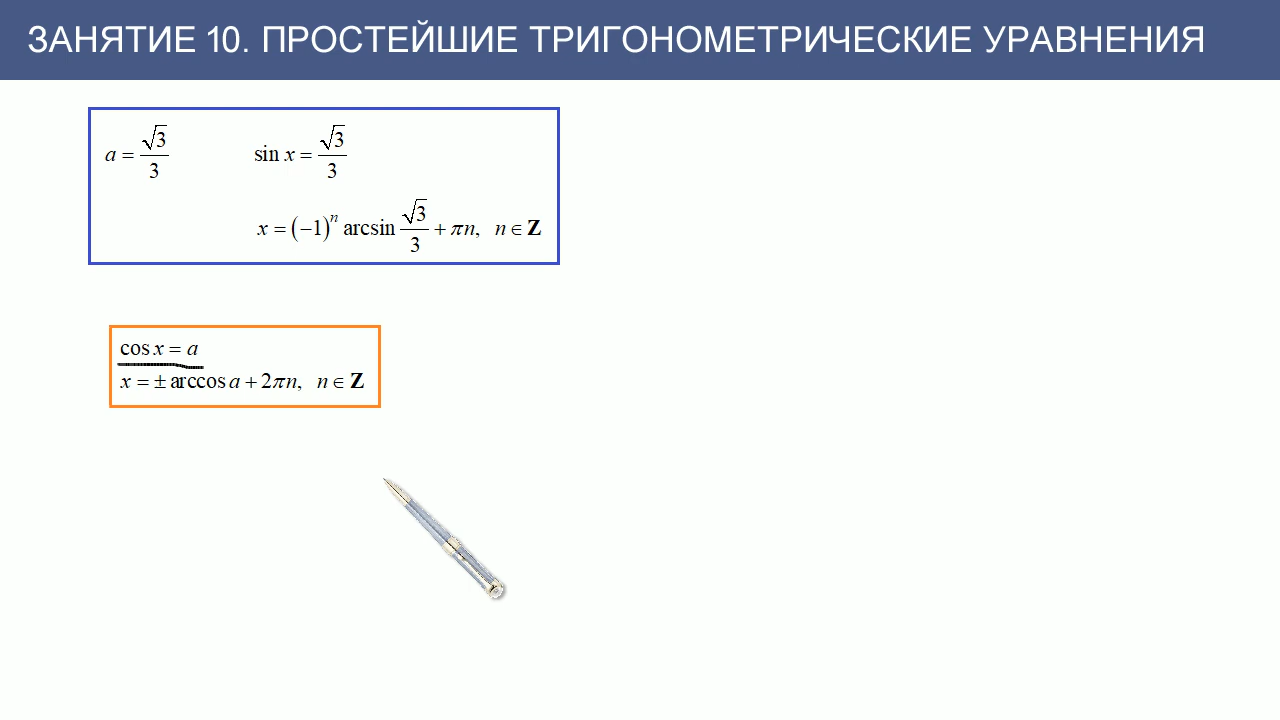 ЗАНЯТИЕ 10. ПРОСТЕЙШИЕ ТРИГОНОМЕТРИЧЕСКИЕ УРАВНЕНИЯ
a = √3/3 sin x = √3/3
x = (−1)ⁿ arcsin √3/3 + πn, n ∈ Z
cos x = a
x = ± arccos a + 2πn, n ∈ Z